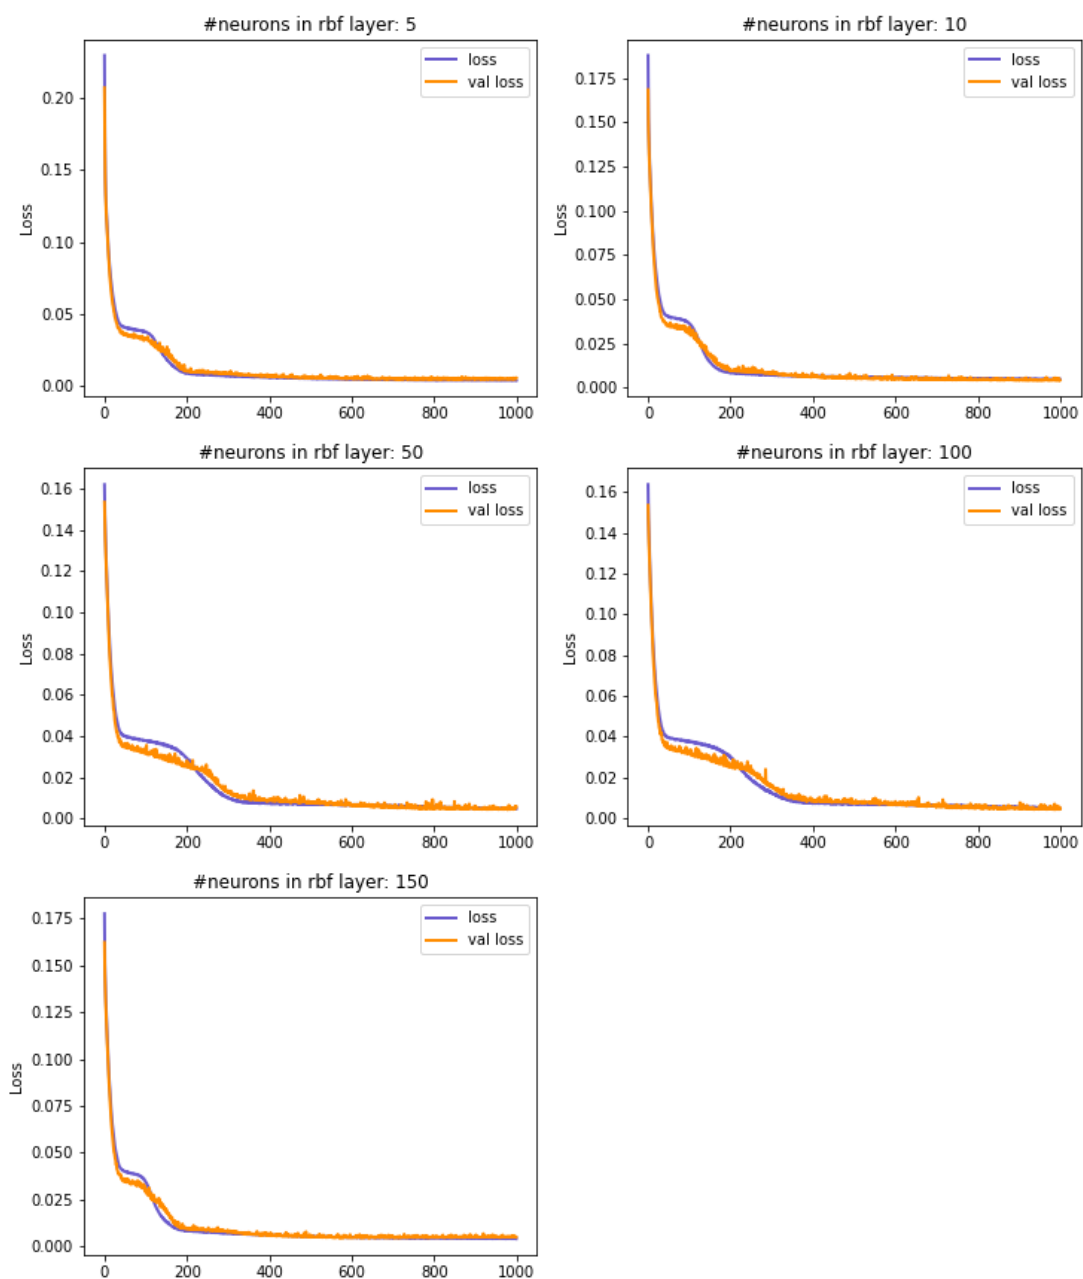 #neurons in rbf layer: 5
loss
val loss
Loss
0.20
0.15
0.10
0.05
0.00
0 200 400 600 800 1000
#neurons in rbf layer: 10
loss
val loss
Loss
0.175
0.150
0.125
0.100
0.075
0.050
0.025
0.000
0 200 400 600 800 1000
#neurons in rbf layer: 50
loss
val loss
Loss
0.16
0.14
0.12
0.10
0.08
0.06
0.04
0.02
0.00
0 200 400 600 800 1000
#neurons in rbf layer: 100
loss
val loss
Loss
0.16
0.14
0.12
0.10
0.08
0.06
0.04
0.02
0.00
0 200 400 600 800 1000
#neurons in rbf layer: 150
loss
val loss
Loss
0.175
0.150
0.125
0.100
0.075
0.050
0.025
0.000
0 200 400 600 800 1000